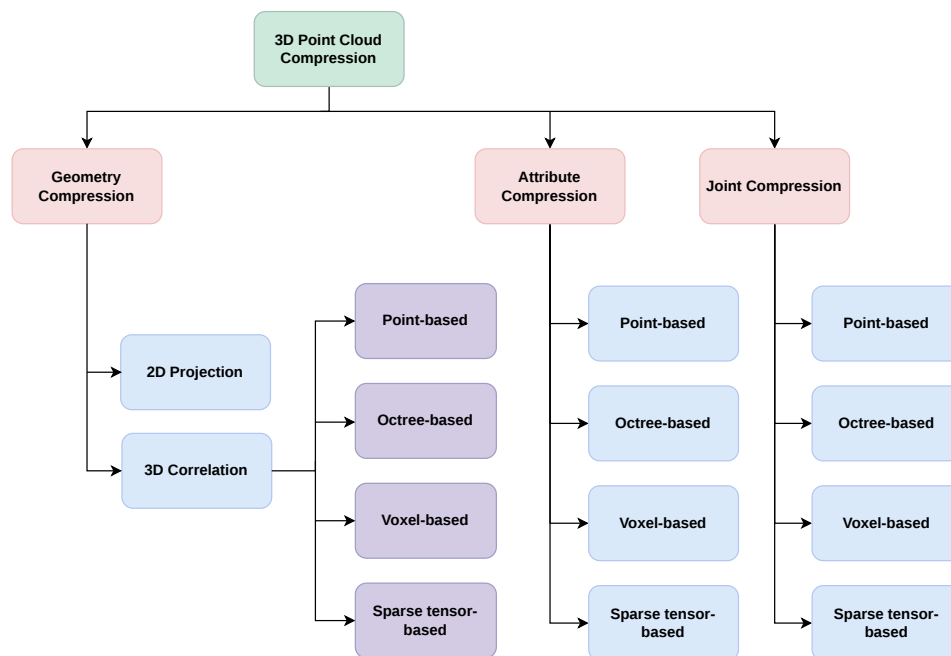 3D Point Cloud
Compression
Geometry
Compression
Attribute
Compression
Joint Compression
2D Projection
3D Correlation
Point-based
Octree-based
Voxel-based
Sparse tensor-
based
Point-based
Octree-based
Voxel-based
Sparse tensor-
based
Point-based
Octree-based
Voxel-based
Sparse tensor-
based